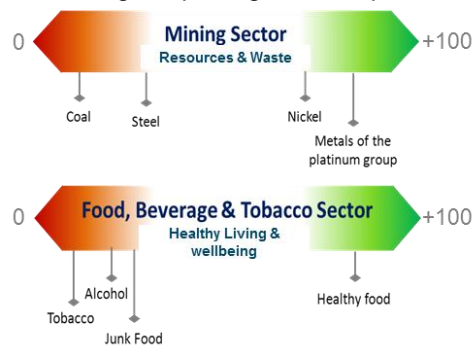 Mining Sector
0
+100
Resources & Waste
Coal
Steel
Nickel
Metals of the
platinum group
Food, Beverage & Tobacco Sector
0
+100
Healthy Living &
wellbeing
Alcohol
Healthy food
Tobacco
Junk Food